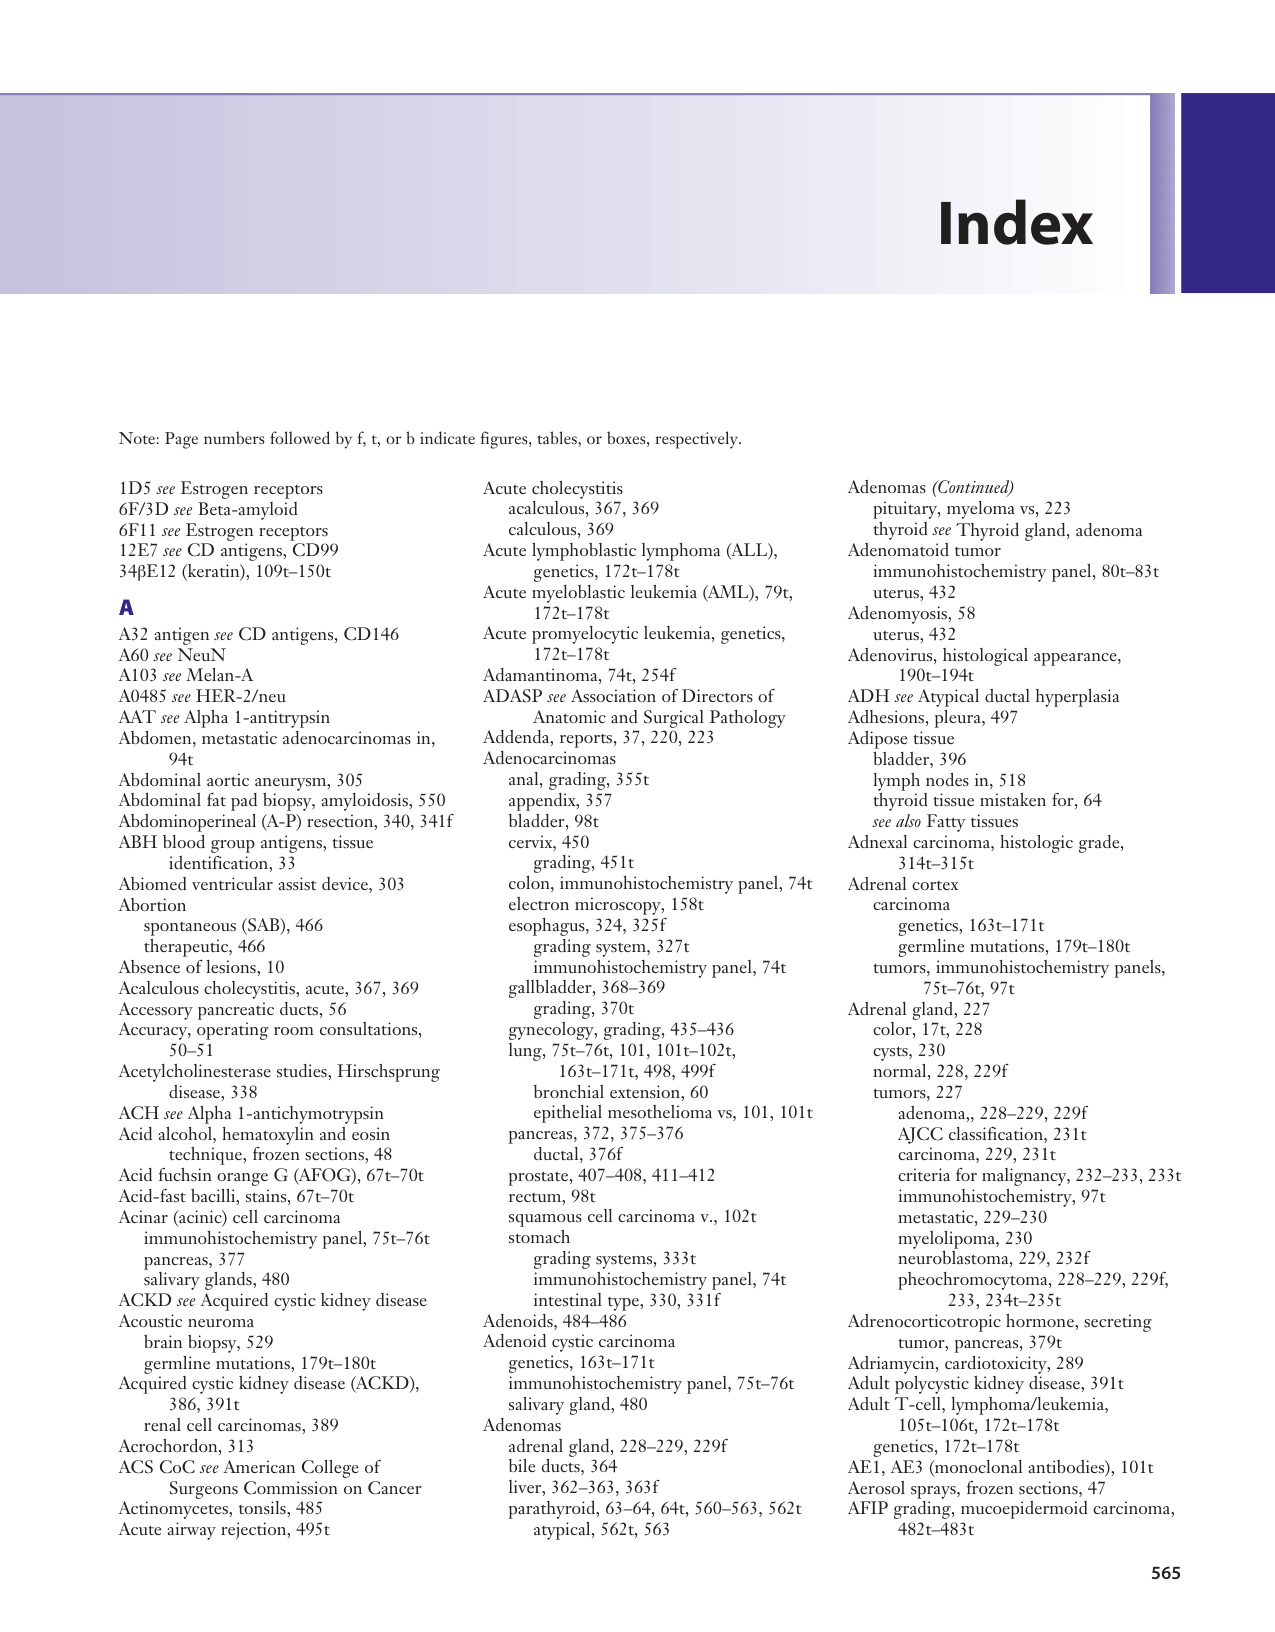 Index
Note: Page numbers followed by f, t, or b indicate figures, tables, or boxes, respectively.
1D5 see Estrogen receptors
6F/3D see Beta-amyloid
6F11 see Estrogen receptors
12E7 see CD antigens, CD99
34βE12 (keratin), 109t–150t
A
A32 antigen see CD antigens, CD146
A60 see NeuN
A103 see Melan-A
A0485 see HER-2/neu
AAT see Alpha 1-antitrypsin
Abdomen, metastatic adenocarcinomas in,
94t
Abdominal aortic aneurysm, 305
Abdominal fat pad biopsy, amyloidosis, 550
Abdominoperineal (A-P) resection, 340, 341f
ABH blood group antigens, tissue
identification, 33
Abiomed ventricular assist device, 303
Abortion
spontaneous (SAB), 466
therapeutic, 466
Absence of lesions, 10
Acalculous cholecystitis, acute, 367, 369
Accessory pancreatic ducts, 56
Accuracy, operating room consultations,
50–51
Acetylcholinesterase studies, Hirschsprung
disease, 338
ACH see Alpha 1-antichymotrypsin
Acid alcohol, hematoxylin and eosin
technique, frozen sections, 48
Acid fuchsin orange G (AFOG), 67t–70t
Acid-fast bacilli, stains, 67t–70t
Acinar (acinic) cell carcinoma
immunohistochemistry panel, 75t–76t
pancreas, 377
salivary glands, 480
ACKD see Acquired cystic kidney disease
Acoustic neuroma
brain biopsy, 529
germline mutations, 179t–180t
Acquired cystic kidney disease (ACKD),
386, 391t
renal cell carcinomas, 389
Acrochordon, 313
ACS CoC see American College of
Surgeons Commission on Cancer
Actinomycetes, tonsils, 485
Acute airway rejection, 495t
Acute cholecystitis
acalculous, 367, 369
calculous, 369
Acute lymphoblastic lymphoma (ALL),
genetics, 172t–178t
Acute myeloblastic leukemia (AML), 79t,
172t–178t
Acute promyelocytic leukemia, genetics,
172t–178t
Adamantinoma, 74t, 254f
ADASP see Association of Directors of
Anatomic and Surgical Pathology
Addenda, reports, 37, 220, 223
Adenocarcinomas
anal, grading, 355t
appendix, 357
bladder, 98t
cervix, 450
grading, 451t
colon, immunohistochemistry panel, 74t
electron microscopy, 158t
esophagus, 324, 325f
grading system, 327t
immunohistochemistry panel, 74t
gallbladder, 368–369
grading, 370t
gynecology, grading, 435–436
lung, 75t–76t, 101, 101t–102t,
163t–171t, 498, 499f
bronchial extension, 60
epithelial mesothelioma vs, 101, 101t
pancreas, 372, 375–376
ductal, 376f
prostate, 407–408, 411–412
rectum, 98t
squamous cell carcinoma v., 102t
stomach
grading systems, 333t
immunohistochemistry panel, 74t
intestinal type, 330, 331f
Adenoids, 484–486
Adenoid cystic carcinoma
genetics, 163t–171t
immunohistochemistry panel, 75t–76t
salivary gland, 480
Adenomas
adrenal gland, 228–229, 229f
bile ducts, 364
liver, 362–363, 363f
parathyroid, 63–64, 64t, 560–563, 562t
atypical, 562t, 563
Adenomas (Continued)
pituitary, myeloma vs, 223
thyroid see Thyroid gland, adenoma
Adenomatoid tumor
immunohistochemistry panel, 80t–83t
uterus, 432
Adenomyosis, 58
uterus, 432
Adenovirus, histological appearance,
190t–194t
ADH see Atypical ductal hyperplasia
Adhesions, pleura, 497
Adipose tissue
bladder, 396
lymph nodes in, 518
thyroid tissue mistaken for, 64
see also Fatty tissues
Adnexal carcinoma, histologic grade,
314t–315t
Adrenal cortex
carcinoma
genetics, 163t–171t
germline mutations, 179t–180t
tumors, immunohistochemistry panels,
75t–76t, 97t
Adrenal gland, 227
color, 17t, 228
cysts, 230
normal, 228, 229f
tumors, 227
adenoma,, 228–229, 229f
AJCC classification, 231t
carcinoma, 229, 231t
criteria for malignancy, 232–233, 233t
immunohistochemistry, 97t
metastatic, 229–230
myelolipoma, 230
neuroblastoma, 229, 232f
pheochromocytoma, 228–229, 229f,
233, 234t–235t
Adrenocorticotropic hormone, secreting
tumor, pancreas, 379t
Adriamycin, cardiotoxicity, 289
Adult polycystic kidney disease, 391t
Adult T-cell, lymphoma/leukemia,
105t–106t, 172t–178t
genetics, 172t–178t
AE1, AE3 (monoclonal antibodies), 101t
Aerosol sprays, frozen sections, 47
AFIP grading, mucoepidermoid carcinoma,
482t–483t
565